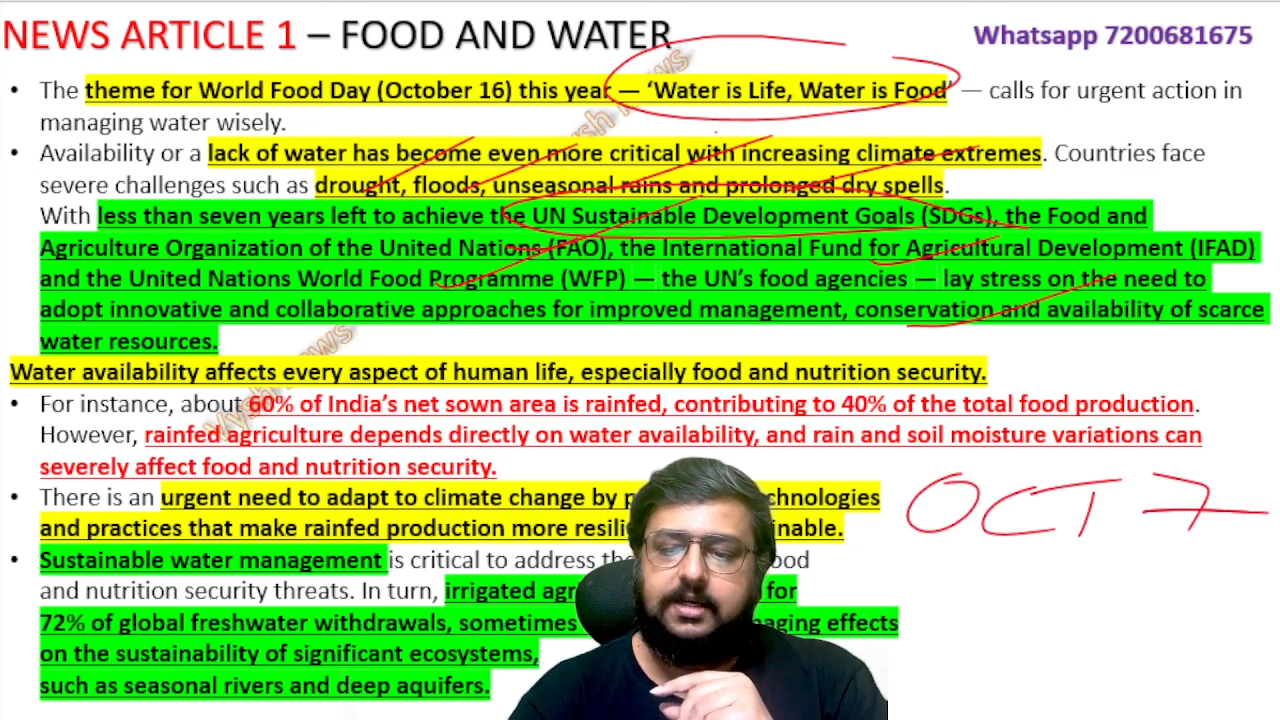 NEWS ARTICLE 1 – FOOD AND WATER
Whatsapp 7200681675
• The theme for World Food Day (October 16) this year — ‘Water is Life, Water is Food’ — calls for urgent action in
managing water wisely.
• Availability or a lack of water has become even more critical with increasing climate extremes. Countries face
severe challenges such as drought, floods, unseasonal rains and prolonged dry spells.
With less than seven years left to achieve the UN Sustainable Development Goals (SDGs), the Food and
Agriculture Organization of the United Nations (FAO), the International Fund for Agricultural Development (IFAD)
and the United Nations World Food Programme (WFP) — the UN’s food agencies — lay stress on the need to
adopt innovative and collaborative approaches for improved management, conservation and availability of scarce
water resources.
Water availability affects every aspect of human life, especially food and nutrition security.
• For instance, about 60% of India’s net sown area is rainfed, contributing to 40% of the total food production.
However, rainfed agriculture depends directly on water availability, and rain and soil moisture variations can
severely affect food and nutrition security.
• There is an urgent need to adapt to climate change by
and practices that make rainfed production more
• Sustainable water management is critical to address
and nutrition security threats. In turn, irrigated for
72% of global freshwater withdrawals, sometimes effects
on the sustainability of significant ecosystems,
such as seasonal rivers and deep aquifers.
OCT 7